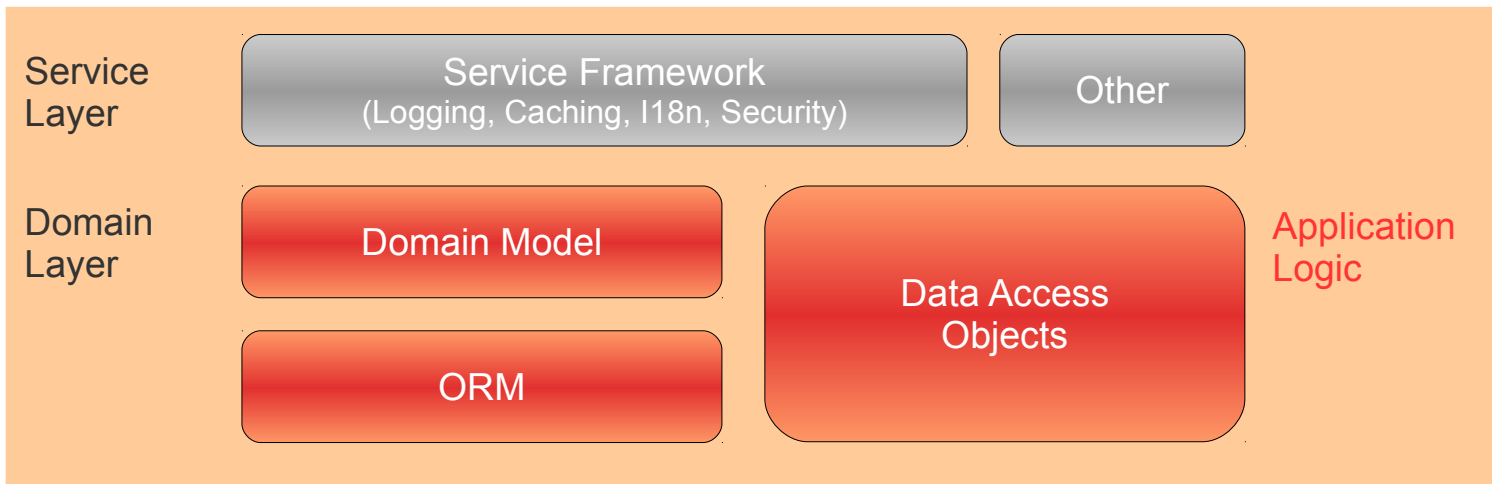 Service
Layer
Service Framework
(Logging, Caching, I18n, Security)
Other
Domain
Layer
Domain Model
ORM
Data Access
Objects
Application
Logic